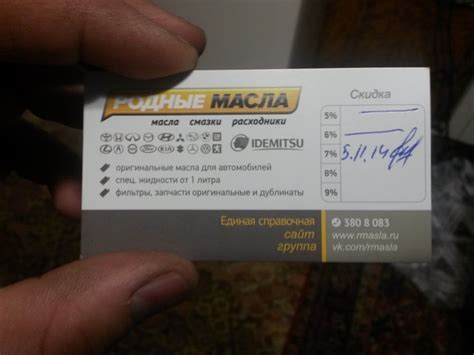 РОДНЫЕ МАСЛА
масла смазки расходники
IDEMITSU
оригинальные масла для автомобилей
спец. жидкости от 1 литра
фильтры, запчасти оригинальные и дубликаты
Скидка
5%
6%
7% 5.11.14
8%
9%
Единая справочная 380 8 083
сайт www.rmasla.ru
группа vk.com/rmasla